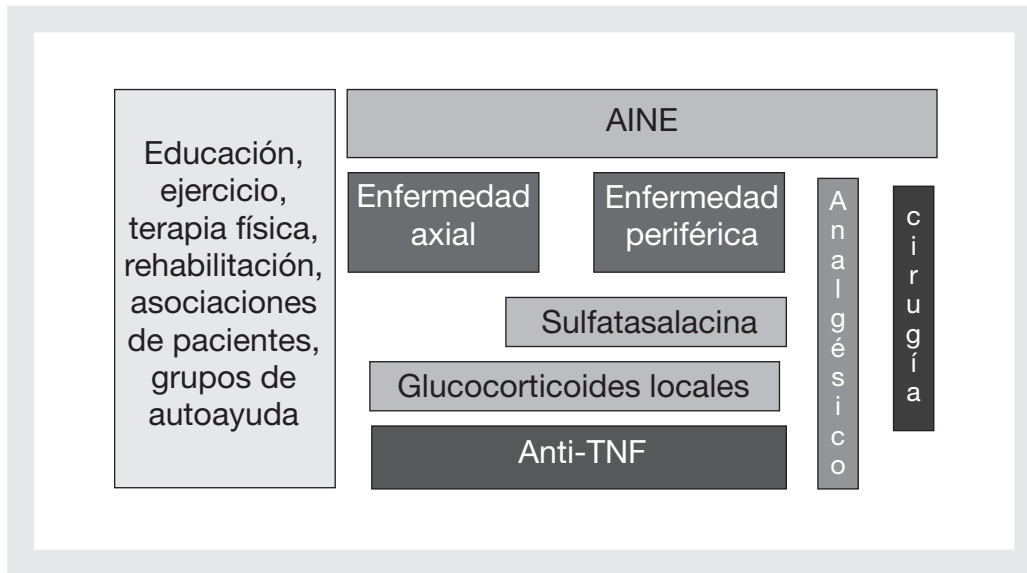 Educación,
ejercicio,
terapia física,
rehabilitación,
asociaciones
de pacientes,
grupos de
autoayuda
AINE
Enfermedad
axial
Enfermedad
periférica
Sulfatasalacina
Glucocorticoides locales
Anti-TNF
Analgésico
cirugía